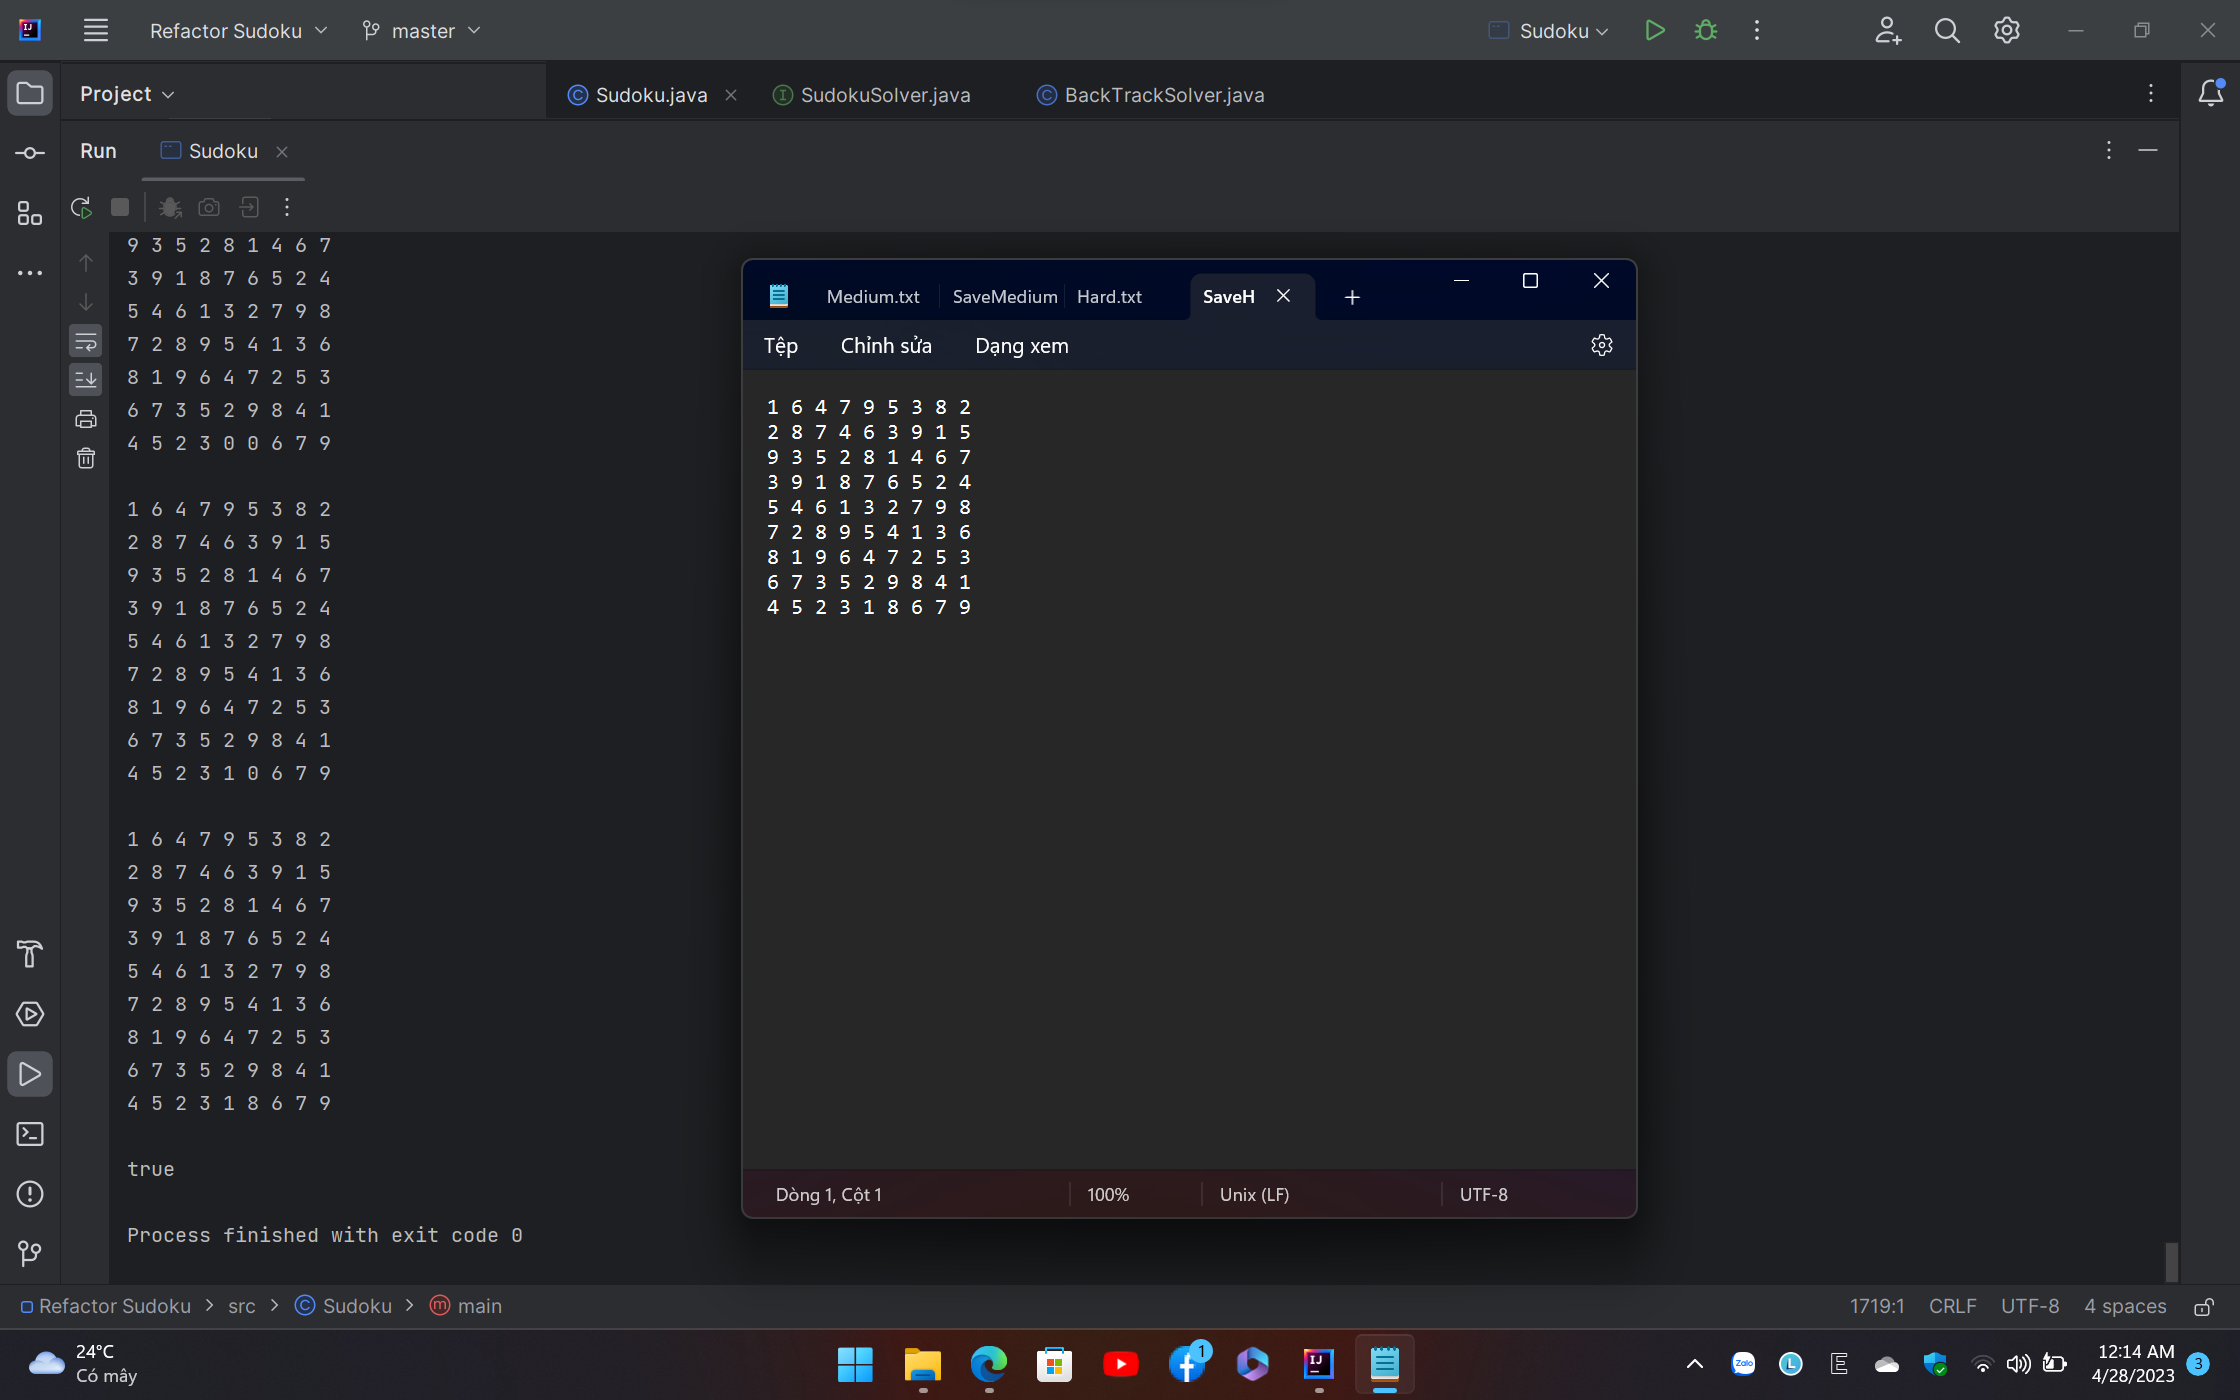 Refactor Sudoku
master
Sudoku
Project
Sudoku.java
SudokuSolver.java
BackTrackSolver.java
Run
Sudoku
9 3 5 2 8 1 4 6 7
3 9 1 8 7 6 5 2 4
5 4 6 1 3 2 7 9 8
7 2 8 9 5 4 1 3 6
8 1 9 6 4 7 2 5 3
6 7 3 5 2 9 8 4 1
4 5 2 3 0 0 6 7 9
1 6 4 7 9 5 3 8 2
2 8 7 4 6 3 9 1 5
9 3 5 2 8 1 4 6 7
3 9 1 8 7 6 5 2 4
5 4 6 1 3 2 7 9 8
7 2 8 9 5 4 1 3 6
8 1 9 6 4 7 2 5 3
6 7 3 5 2 9 8 4 1
4 5 2 3 1 0 6 7 9
1 6 4 7 9 5 3 8 2
2 8 7 4 6 3 9 1 5
9 3 5 2 8 1 4 6 7
3 9 1 8 7 6 5 2 4
5 4 6 1 3 2 7 9 8
7 2 8 9 5 4 1 3 6
8 1 9 6 4 7 2 5 3
6 7 3 5 2 9 8 4 1
4 5 2 3 1 8 6 7 9
true
Process finished with exit code 0
Medium.txt
SaveMedium
Hard.txt
SaveH
Tệp
Chỉnh sửa
Dạng xem
1 6 4 7 9 5 3 8 2
2 8 7 4 6 3 9 1 5
9 3 5 2 8 1 4 6 7
3 9 1 8 7 6 5 2 4
5 4 6 1 3 2 7 9 8
7 2 8 9 5 4 1 3 6
8 1 9 6 4 7 2 5 3
6 7 3 5 2 9 8 4 1
4 5 2 3 1 8 6 7 9
Dòng 1, Cột 1
100%
Unix (LF)
UTF-8
Refactor Sudoku > src > Sudoku > main
1719:1
CRLF
UTF-8
4 spaces
24°C
Có mây
1
Zalo
12:14 AM
4/28/2023
3